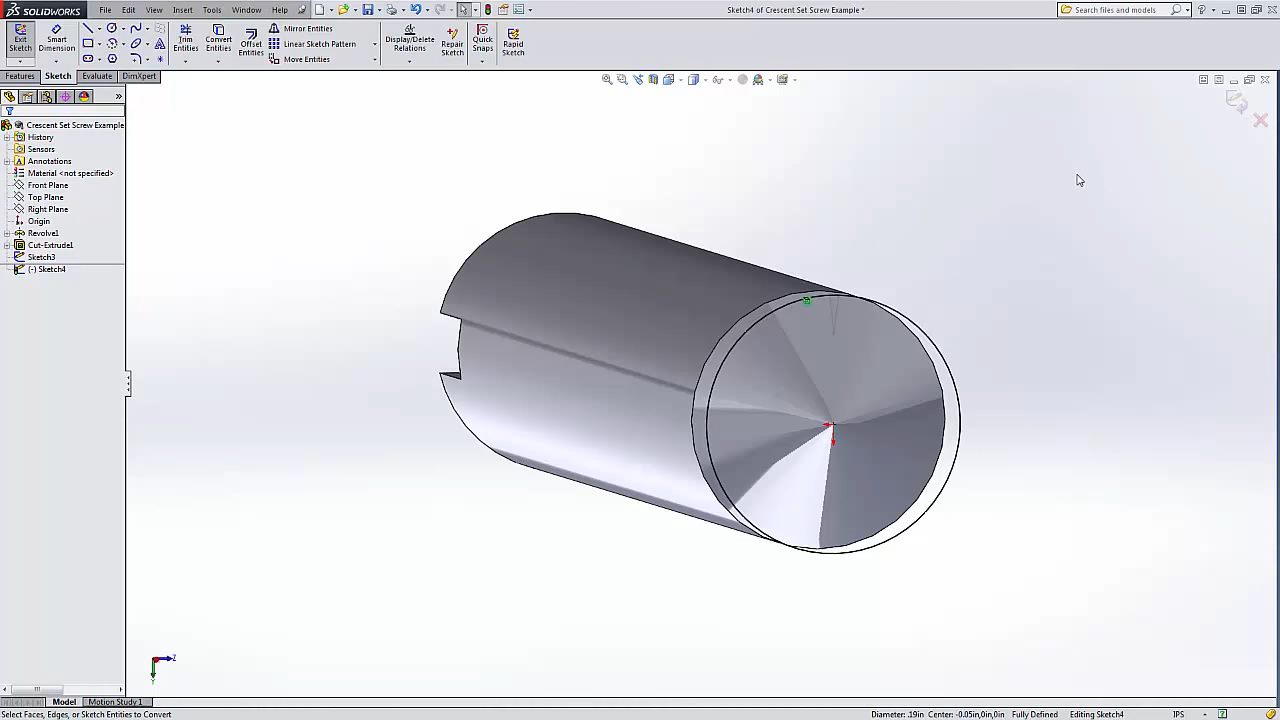 SOLIDWORKS
File Edit View Insert Tools Window Help
Sketch4 of Crescent Set Screw Example *
Search files and models
Exit Sketch
Smart Dimension
Trim Entities
Convert Entities
Offset Entities
Mirror Entities
Linear Sketch Pattern
Move Entities
Display/Delete Relations
Repair Sketch
Quick Snaps
Rapid Sketch
Features Sketch Evaluate DimXpert
Crescent Set Screw Example
History
Sensors
Annotations
Material <not specified>
Front Plane
Top Plane
Right Plane
Origin
Revolve1
Cut-Extrude1
Sketch3
(-) Sketch4
Z
Y
Model Motion Study 1
Select Faces, Edges, or Sketch Entities to Convert
Diameter: .19in Center: -0.05in,0in,0in Fully Defined Editing Sketch4 IPS